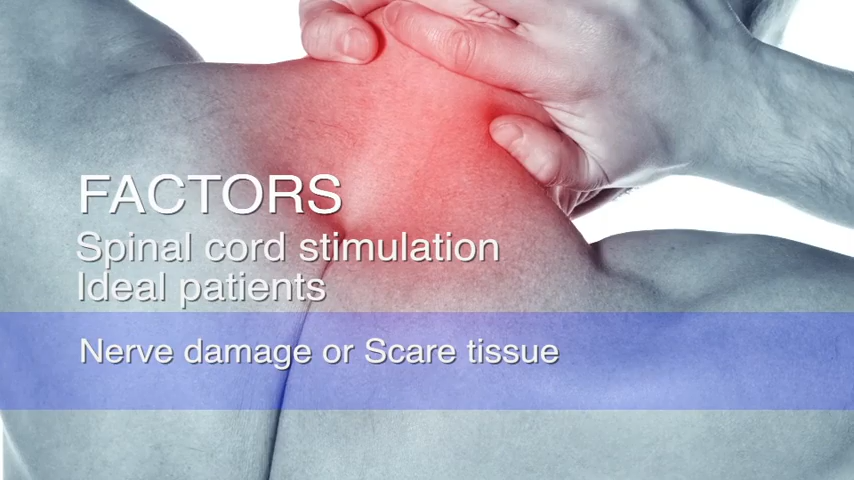 FACTORS
Spinal cord stimulation
Ideal patients
Nerve damage or Scare tissue